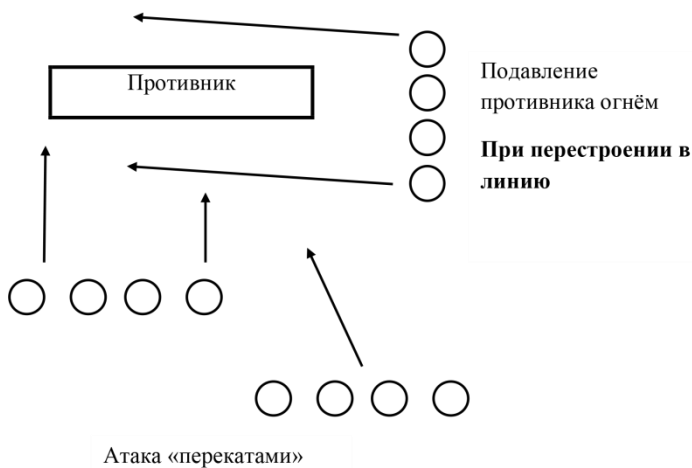 Противник
Подавление
противника огнём
При перестроении в
линию
Атака «перекатами»